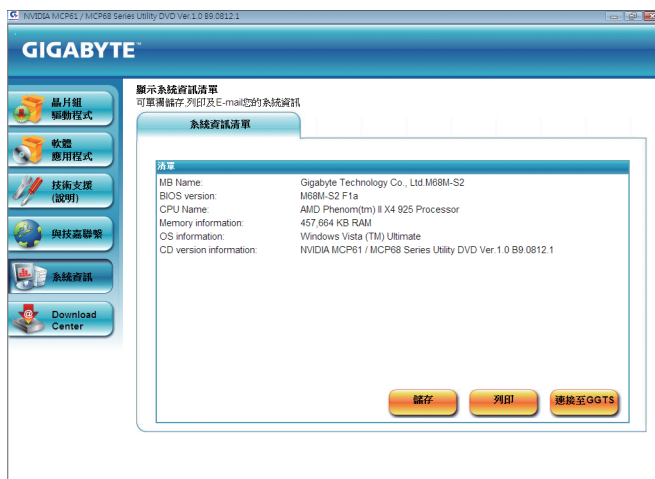 NVIDIA MCP61 / MCP68 Series Utility DVD Ver.1.0 B9.0812.1
GIGABYTE™
晶片組
驅動程式
軟體
應用程式
技術支援
(說明)
與技嘉聯繫
系統資訊
Download
Center
顯示系統資訊清單
可單獨儲存,列印及E-mail您的系統資訊
系統資訊清單
清單
MB Name: Gigabyte Technology Co., Ltd.M68M-S2
BIOS version: M68M-S2 F1a
CPU Name: AMD Phenom(tm) II X4 925 Processor
Memory information: 457,664 KB RAM
OS information: Windows Vista (TM) Ultimate
CD version information: NVIDIA MCP61 / MCP68 Series Utility DVD Ver.1.0 B9.0812.1
儲存 列印 連接至GGTS